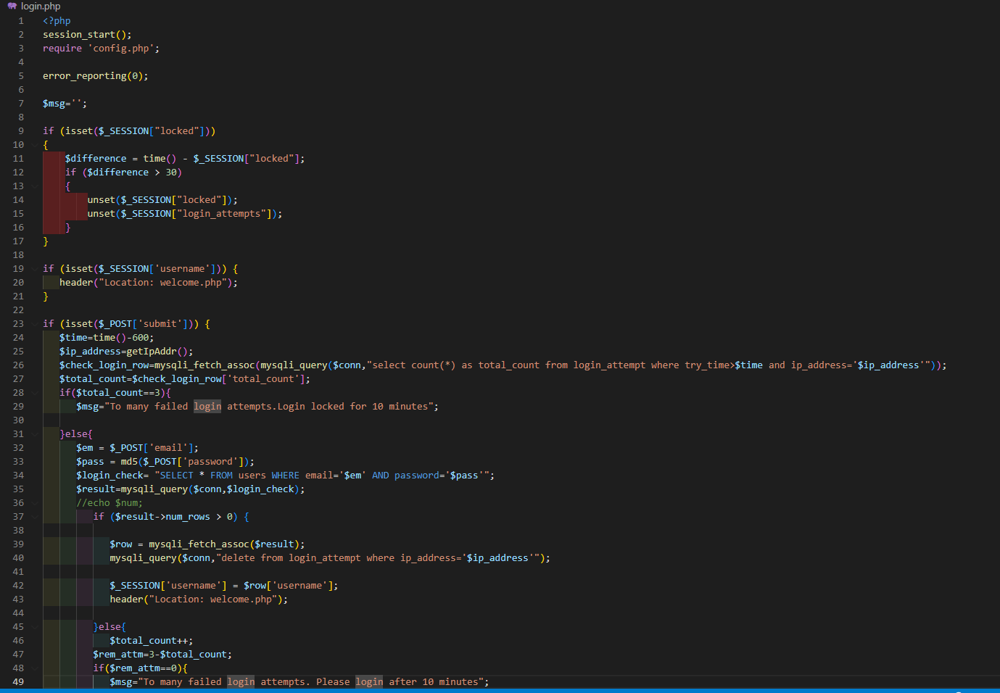 login.php
1 <?php
2 session_start();
3 require 'config.php';
4
5 error_reporting(0);
6
7 $msg='';
8
9 if (isset($_SESSION["locked"]))
10 {
11 $difference = time() - $_SESSION["locked"];
12 if ($difference > 30)
13 {
14 unset($_SESSION["locked"]);
15 unset($_SESSION["login_attempts"]);
16 }
17 }
18
19 if (isset($_SESSION['username'])) {
20 header("Location: welcome.php");
21 }
22
23 if (isset($_POST['submit'])) {
24 $time=time()-600;
25 $ip_address=getIpAddr();
26 $check_login_row=mysqli_fetch_assoc(mysqli_query($conn,"select count(*) as total_count from login_attempt where try_time>$time and ip_address='$ip_address'"));
27 $total_count=$check_login_row['total_count'];
28 if($total_count==3){
29 $msg="To many failed login attempts.Login locked for 10 minutes";
30
31 }else{
32 $em = $_POST['email'];
33 $pass = md5($_POST['password']);
34 $login_check= "SELECT * FROM users WHERE email='$em' AND password='$pass'";
35 $result=mysqli_query($conn,$login_check);
36 //echo $num;
37 if ($result->num_rows > 0) {
38
39 $row = mysqli_fetch_assoc($result);
40 mysqli_query($conn,"delete from login_attempt where ip_address='$ip_address'");
41
42 $_SESSION['username'] = $row['username'];
43 header("Location: welcome.php");
44
45 }else{
46 $total_count++;
47 $rem_attm=3-$total_count;
48 if($rem_attm==0){
49 $msg="To many failed login attempts. Please login after 10 minutes";